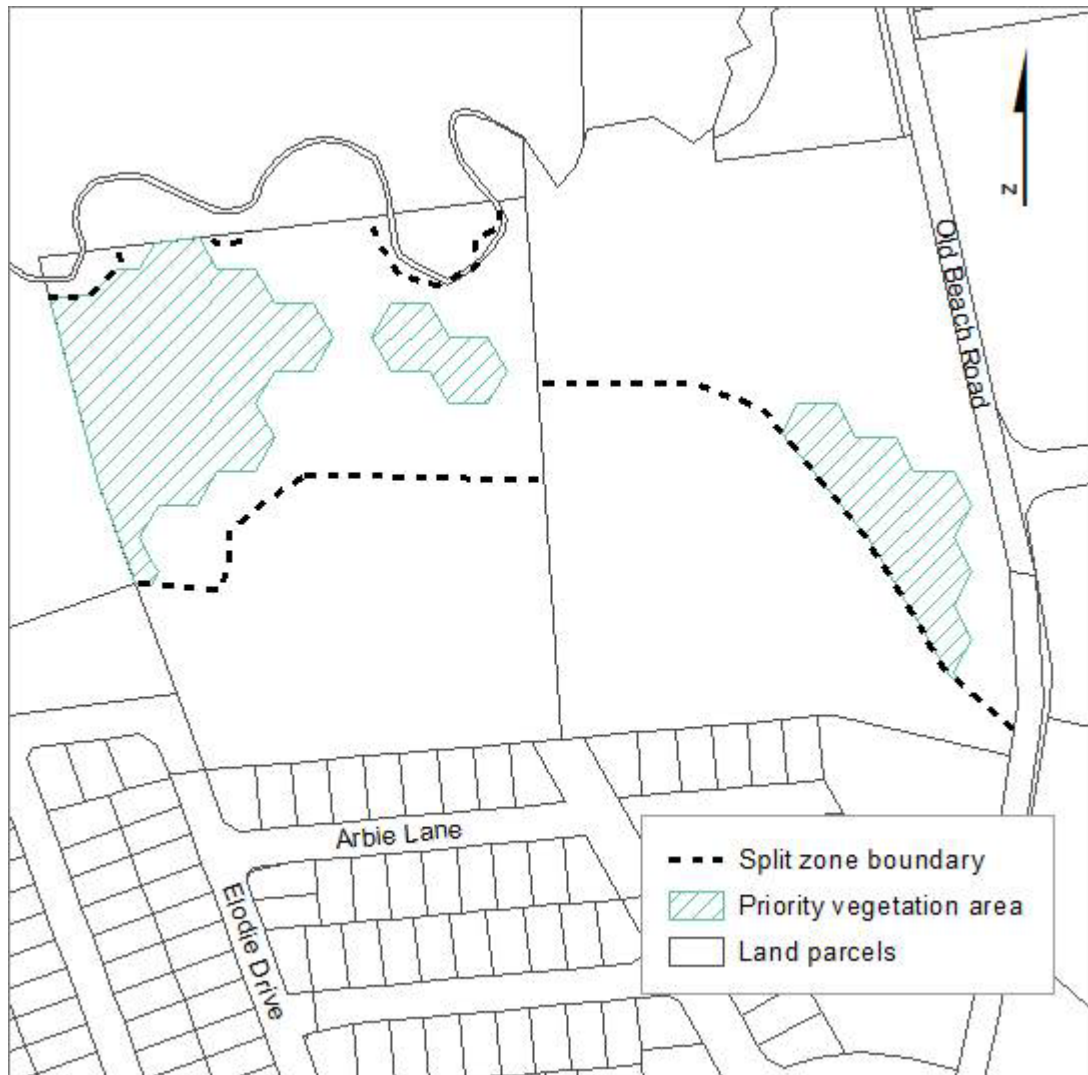 N
Old Beach Road
Arbie Lane
Elodie Drive
Split zone boundary
Priority vegetation area
Land parcels